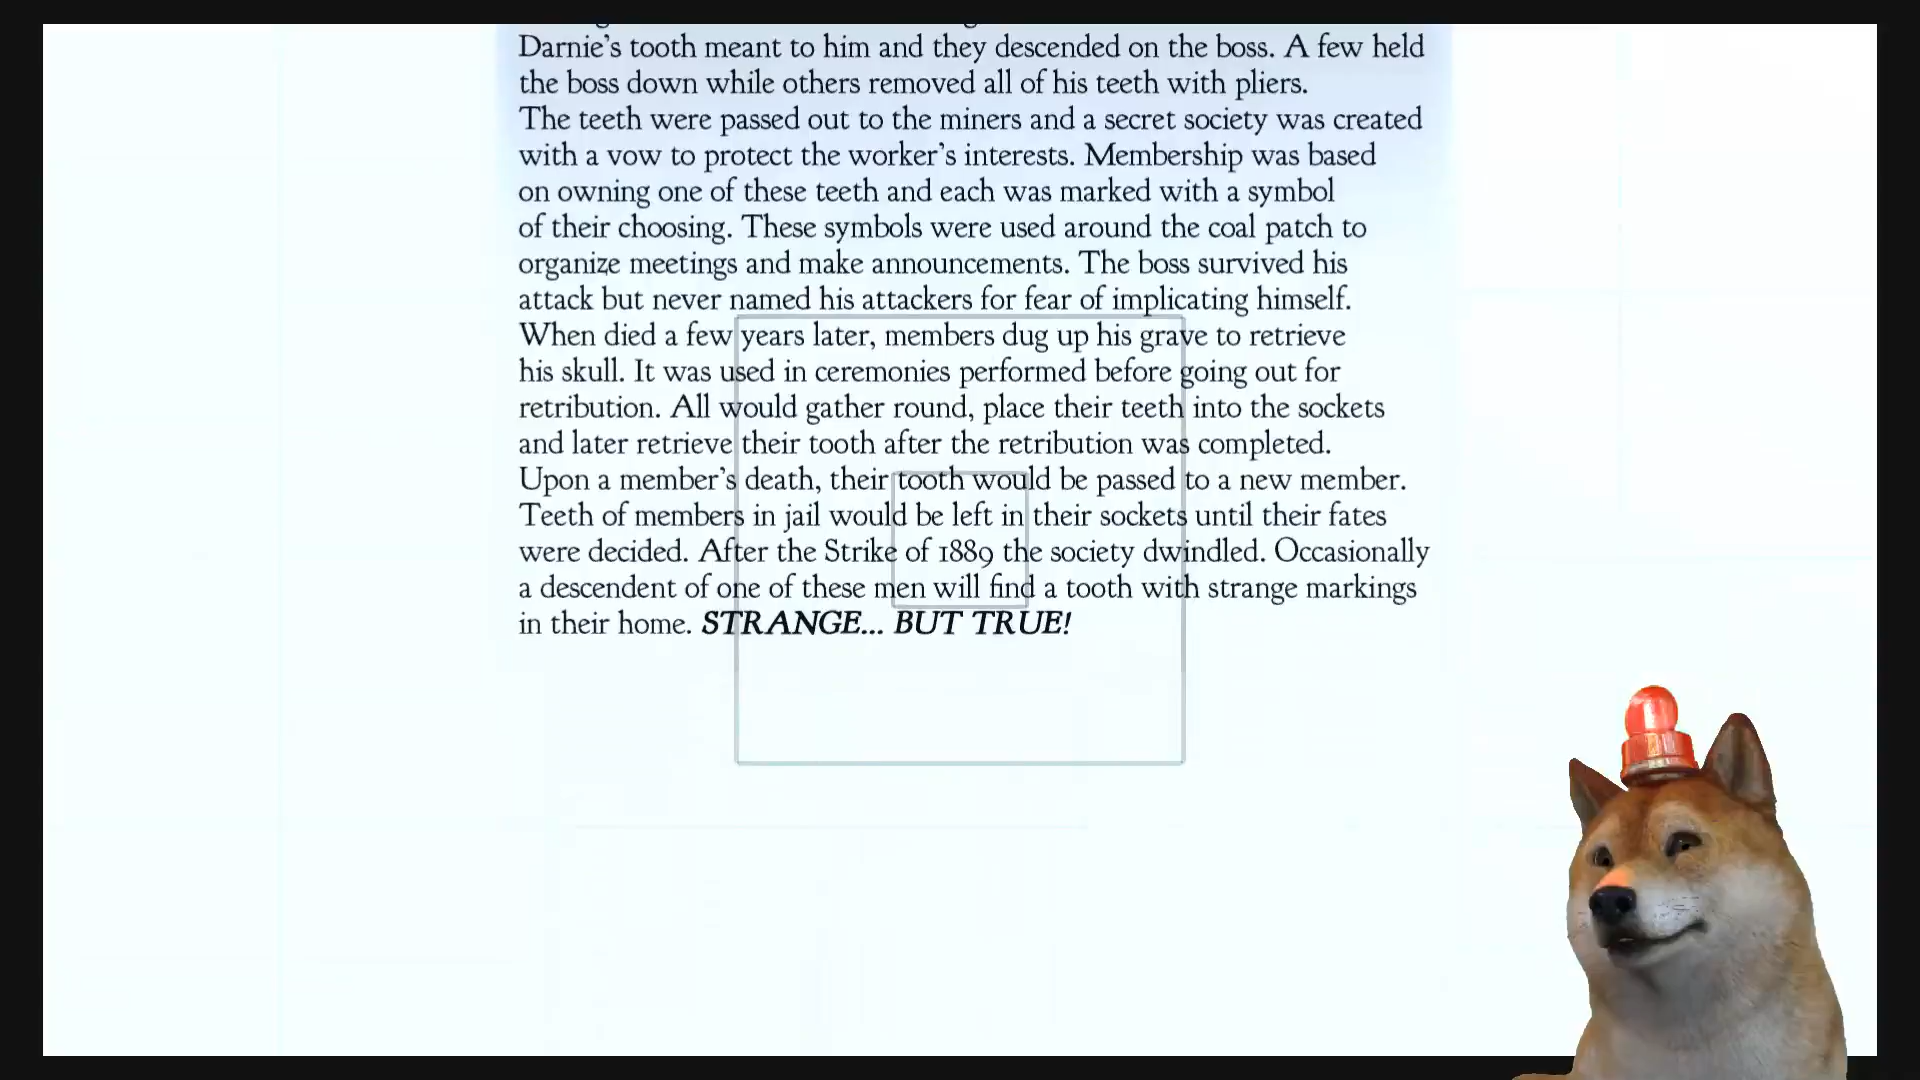 Darnie's tooth meant to him and they descended on the boss. A few held
the boss down while others removed all of his teeth with pliers.
The teeth were passed out to the miners and a secret society was created
with a vow to protect the worker's interests. Membership was based
on owning one of these teeth and each was marked with a symbol
of their choosing. These symbols were used around the coal patch to
organize meetings and make announcements. The boss survived his
attack but never named his attackers for fear of implicating himself.
When died a few years later, members dug up his grave to retrieve
his skull. It was used in ceremonies performed before going out for
retribution. All would gather round, place their teeth into the sockets
and later retrieve their tooth after the retribution was completed.
Upon a member's death, their tooth would be passed to a new member.
Teeth of members in jail would be left in their sockets until their fates
were decided. After the Strike of 1889 the society dwindled. Occasionally
a descendent of one of these men will find a tooth with strange markings
in their home. STRANGE... BUT TRUE!